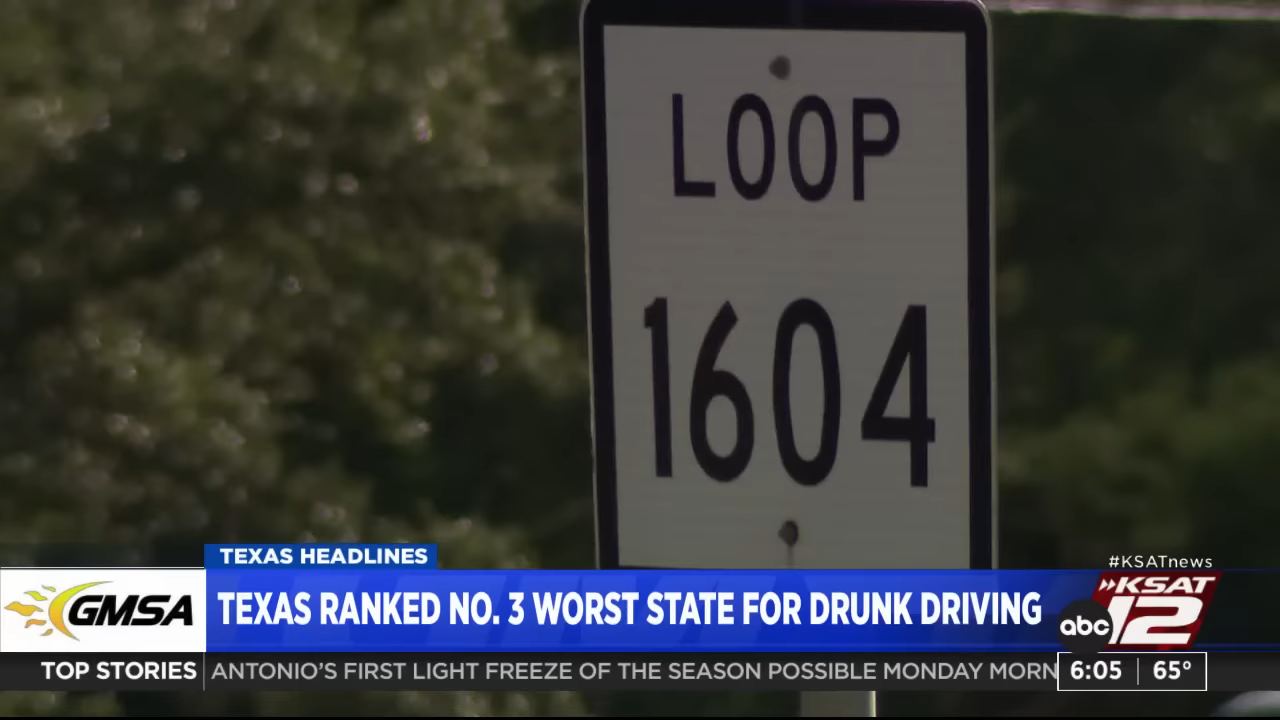 LOOP
1604
TEXAS HEADLINES
#KSATnews
GMSA
TEXAS RANKED NO. 3 WORST STATE FOR DRUNK DRIVING
KSAT
abc 12
TOP STORIES
ANTONIO'S FIRST LIGHT FREEZE OF THE SEASON POSSIBLE MONDAY MORN
6:05
65°